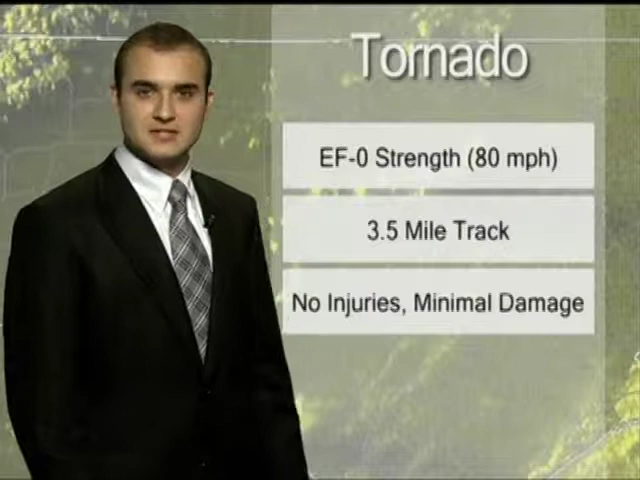 Tornado
EF-0 Strength (80 mph)
3.5 Mile Track
No Injuries, Minimal Damage